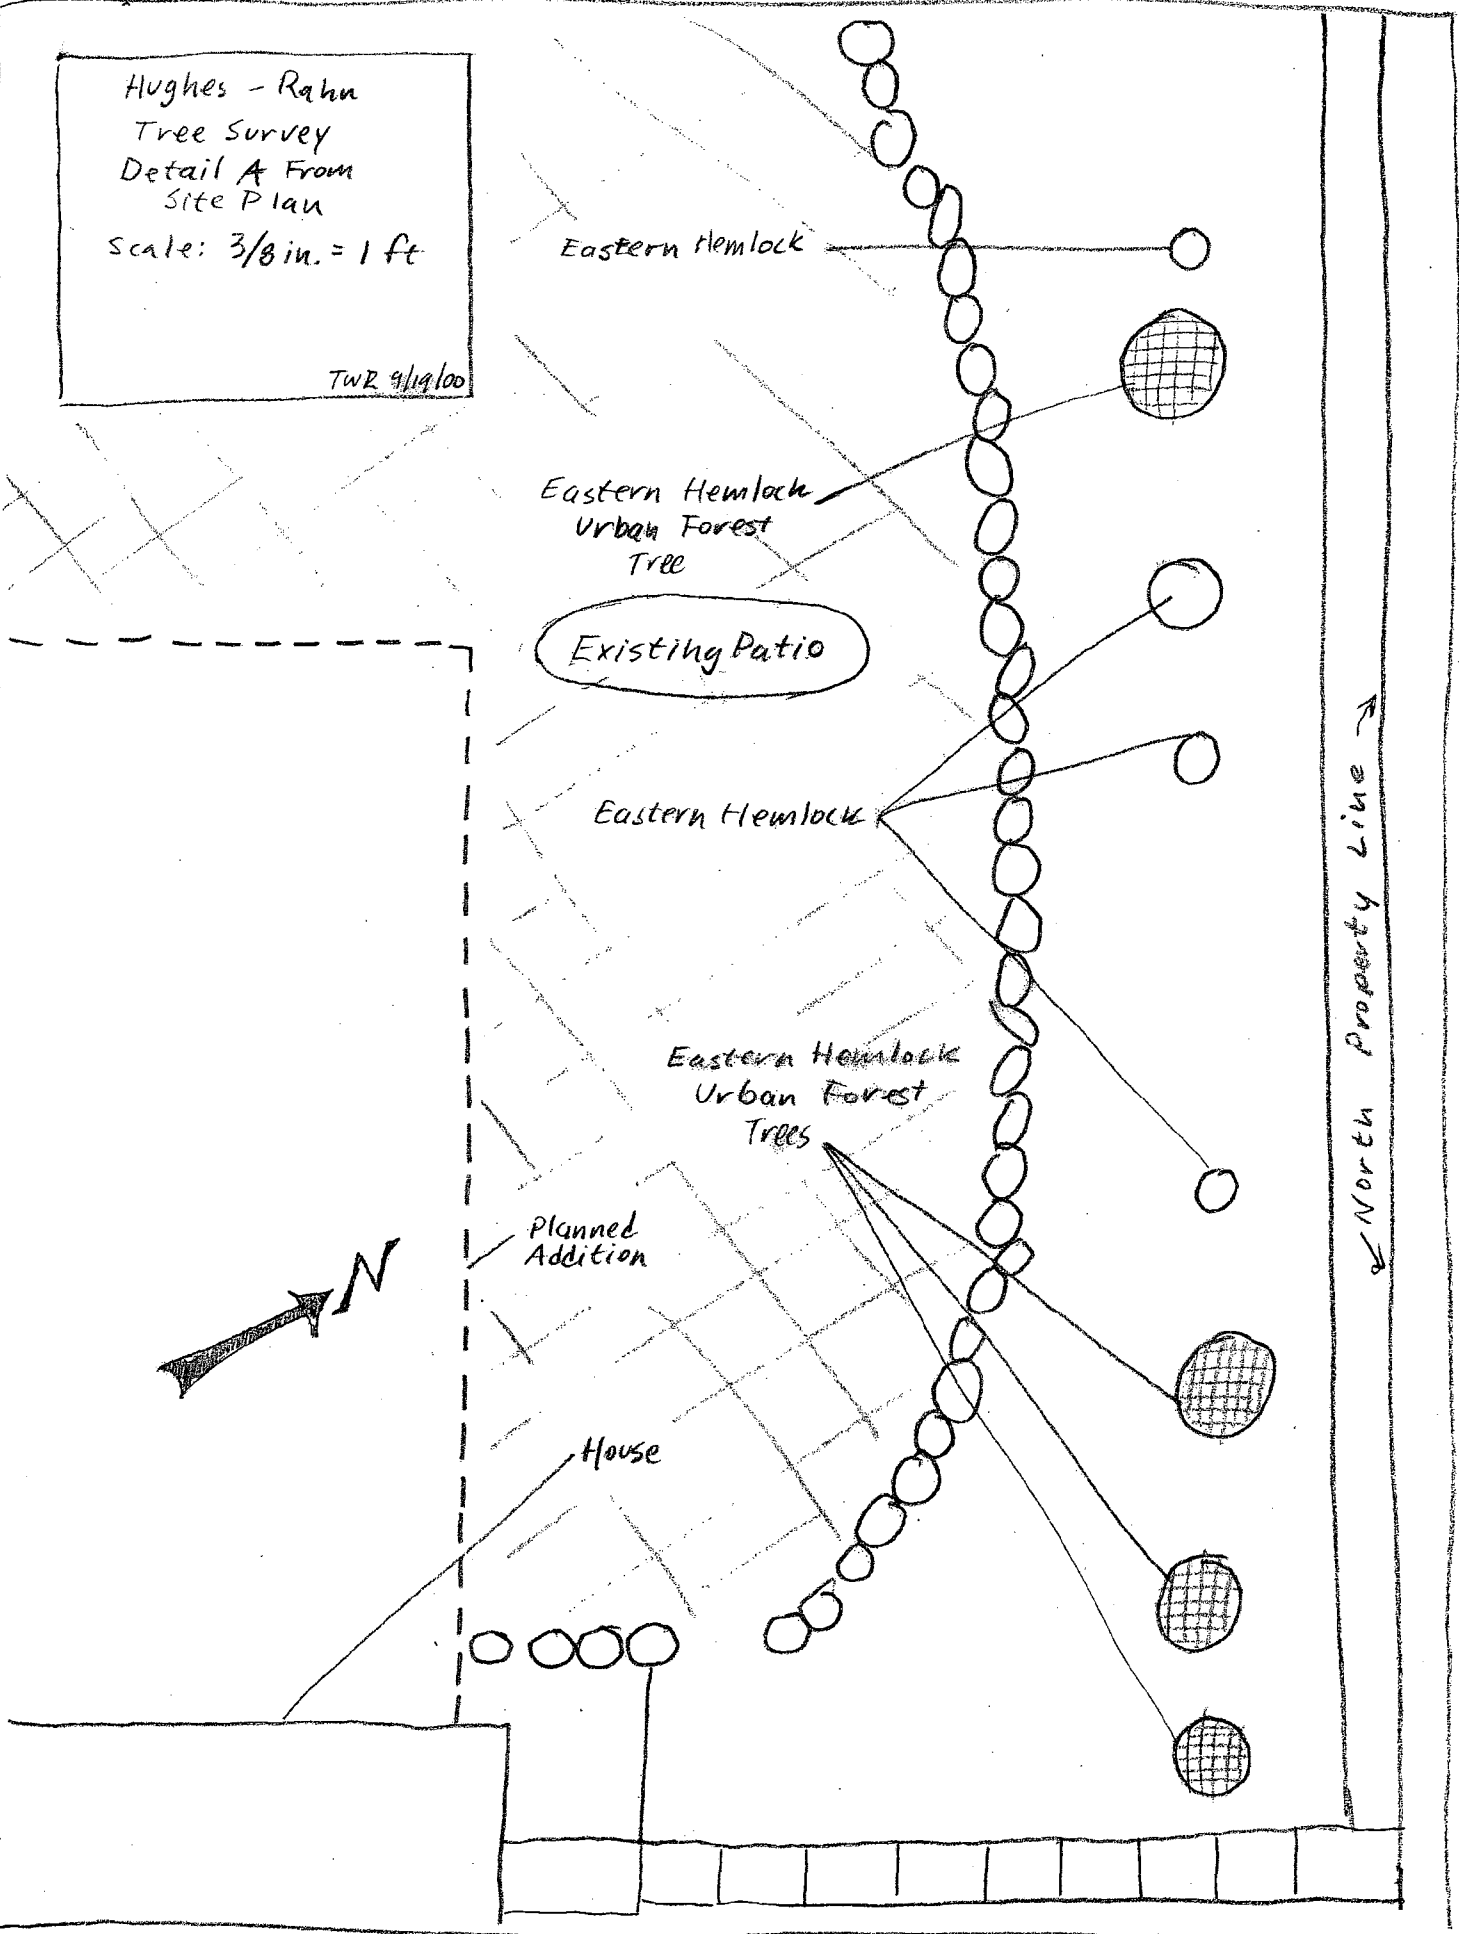 Hughes - Rahn
Tree Survey
Detail A From
Site Plan
Scale: 3/8 in. = 1 ft
TWR 9/19/00
Eastern Hemlock
Eastern Hemlock
Urban Forest
Tree
Existing Patio
Eastern Hemlock
North Property Line
Eastern Hemlock
Urban Forest
Trees
Planned
Addition
N
House